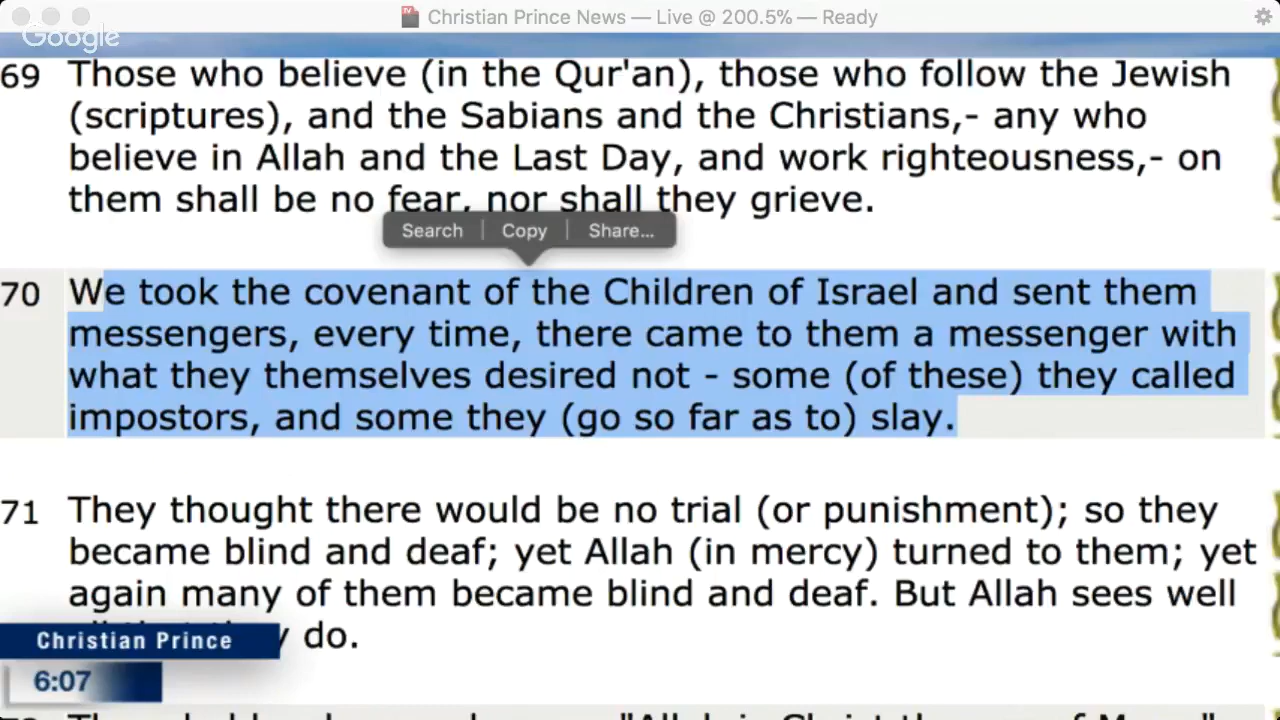 Christian Prince News — Live @ 200.5% — Ready
Google
69 Those who believe (in the Qur'an), those who follow the Jewish
(scriptures), and the Sabians and the Christians,- any who
believe in Allah and the Last Day, and work righteousness,- on
them shall be no fear, nor shall they grieve.
Search Copy Share...
70 We took the covenant of the Children of Israel and sent them
messengers, every time, there came to them a messenger with
what they themselves desired not - some (of these) they called
impostors, and some they (go so far as to) slay.
71 They thought there would be no trial (or punishment); so they
became blind and deaf; yet Allah (in mercy) turned to them; yet
again many of them became blind and deaf. But Allah sees well
do.
Christian Prince
6:07